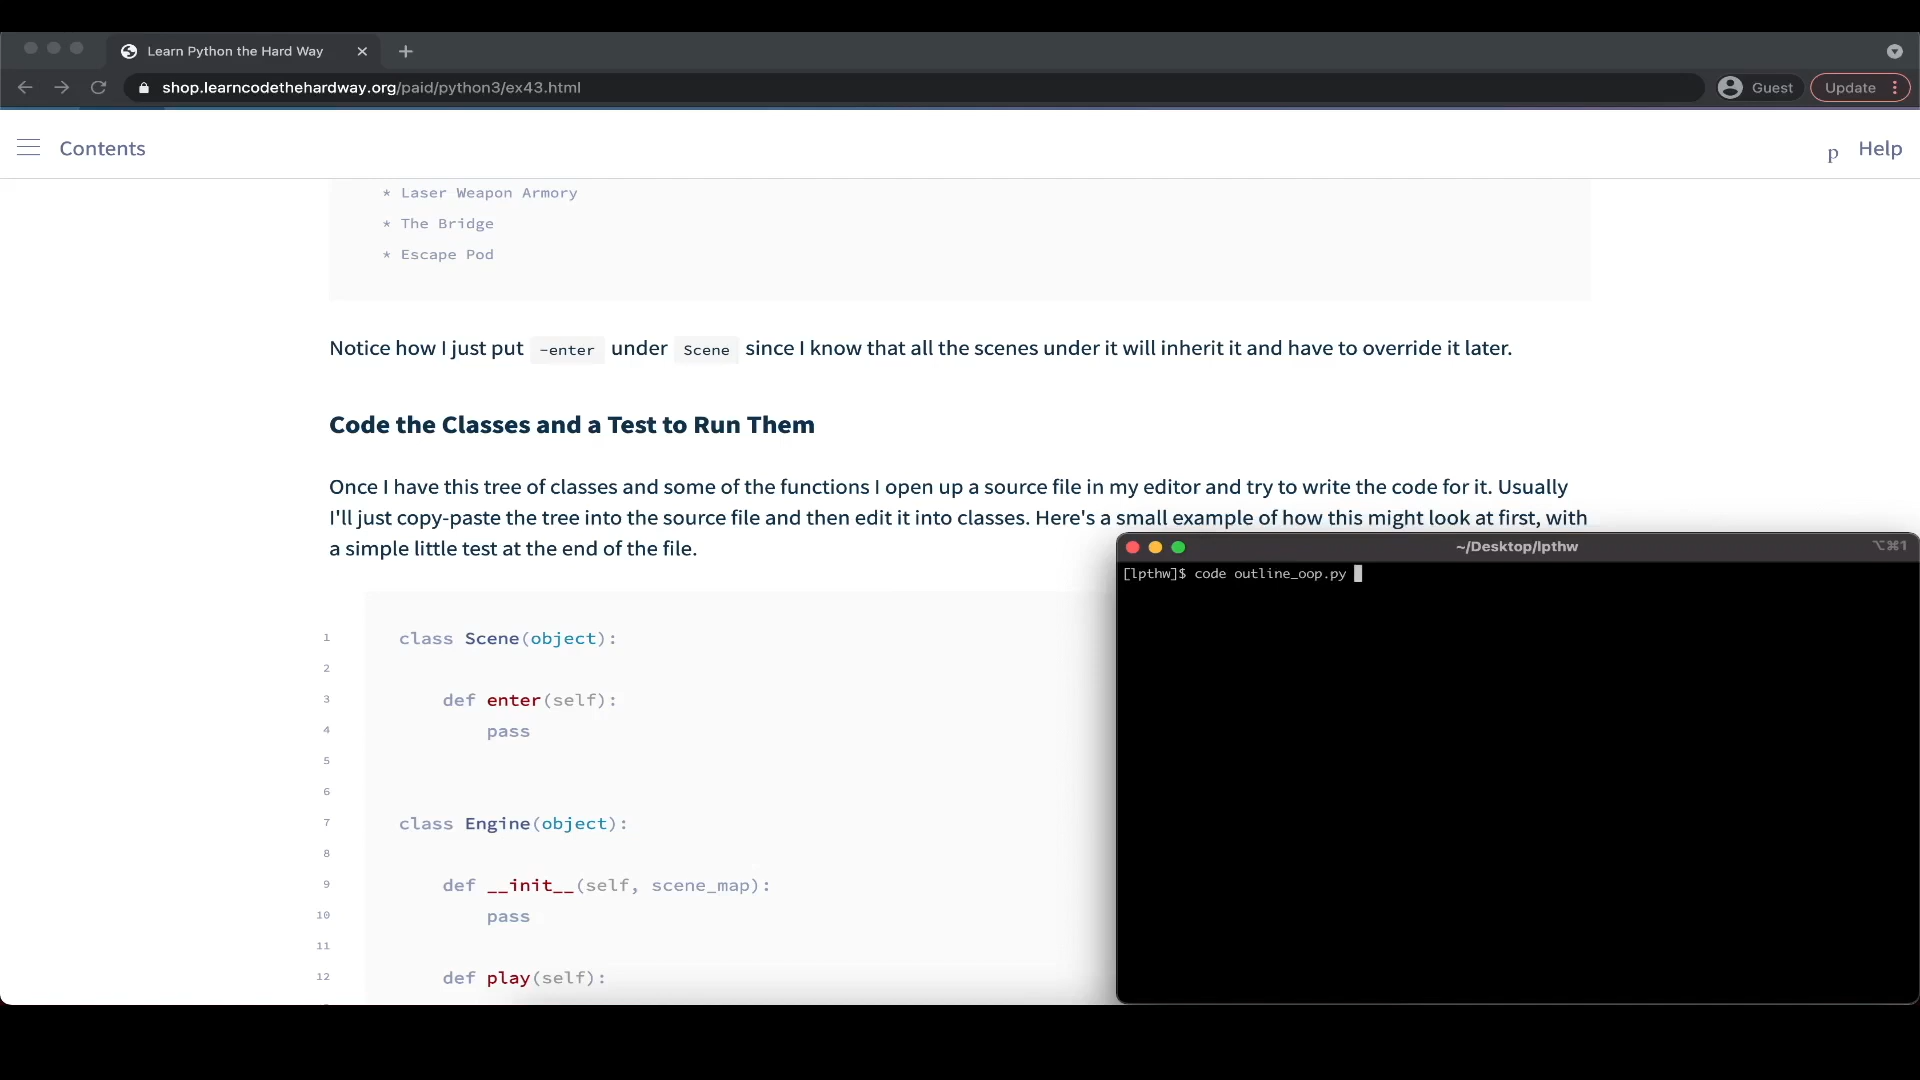 Learn Python the Hard Way
shop.learncodethehardway.org/paid/python3/ex43.html
Guest
Update
Contents
p Help
* Laser Weapon Armory
* The Bridge
* Escape Pod
Notice how I just put -enter under Scene since I know that all the scenes under it will inherit it and have to override it later.
Code the Classes and a Test to Run Them
Once I have this tree of classes and some of the functions I open up a source file in my editor and try to write the code for it. Usually
I'll just copy-paste the tree into the source file and then edit it into classes. Here's a small example of how this might look at first, with
a simple little test at the end of the file.
1 class Scene(object):
2
3 def enter(self):
4 pass
5
6
7 class Engine(object):
8
9 def __init__(self, scene_map):
10 pass
11
12 def play(self):
~/Desktop/lpthw ⌥⌘1
[lpthw]$ code outline_oop.py